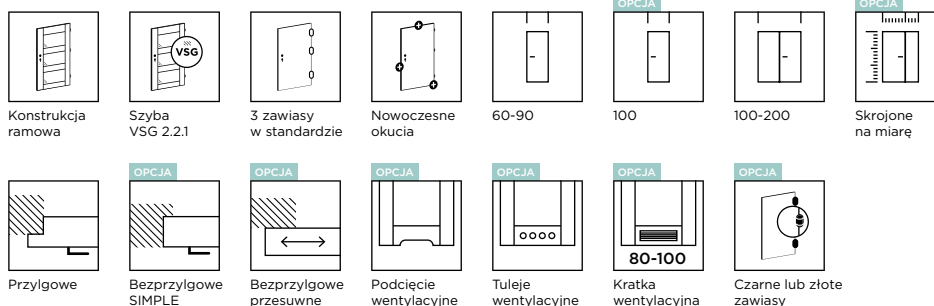 OPCJA
OPCJA
VSG
Konstrukcja
ramowa
Szyba
VSG 2.2.1
3 zawiasy
w standardzie
Nowoczesne
okucia
60-90
100
100-200
Skrojone
na miarę
OPCJA
OPCJA
OPCJA
OPCJA
OPCJA
OPCJA
80-100
Przylgowe
Bezprzylgowe
SIMPLE
Bezprzylgowe
przesuwne
Podcięcie
wentylacyjne
Tuleje
wentylacyjne
Kratka
wentylacyjna
Czarne lub złote
zawiasy